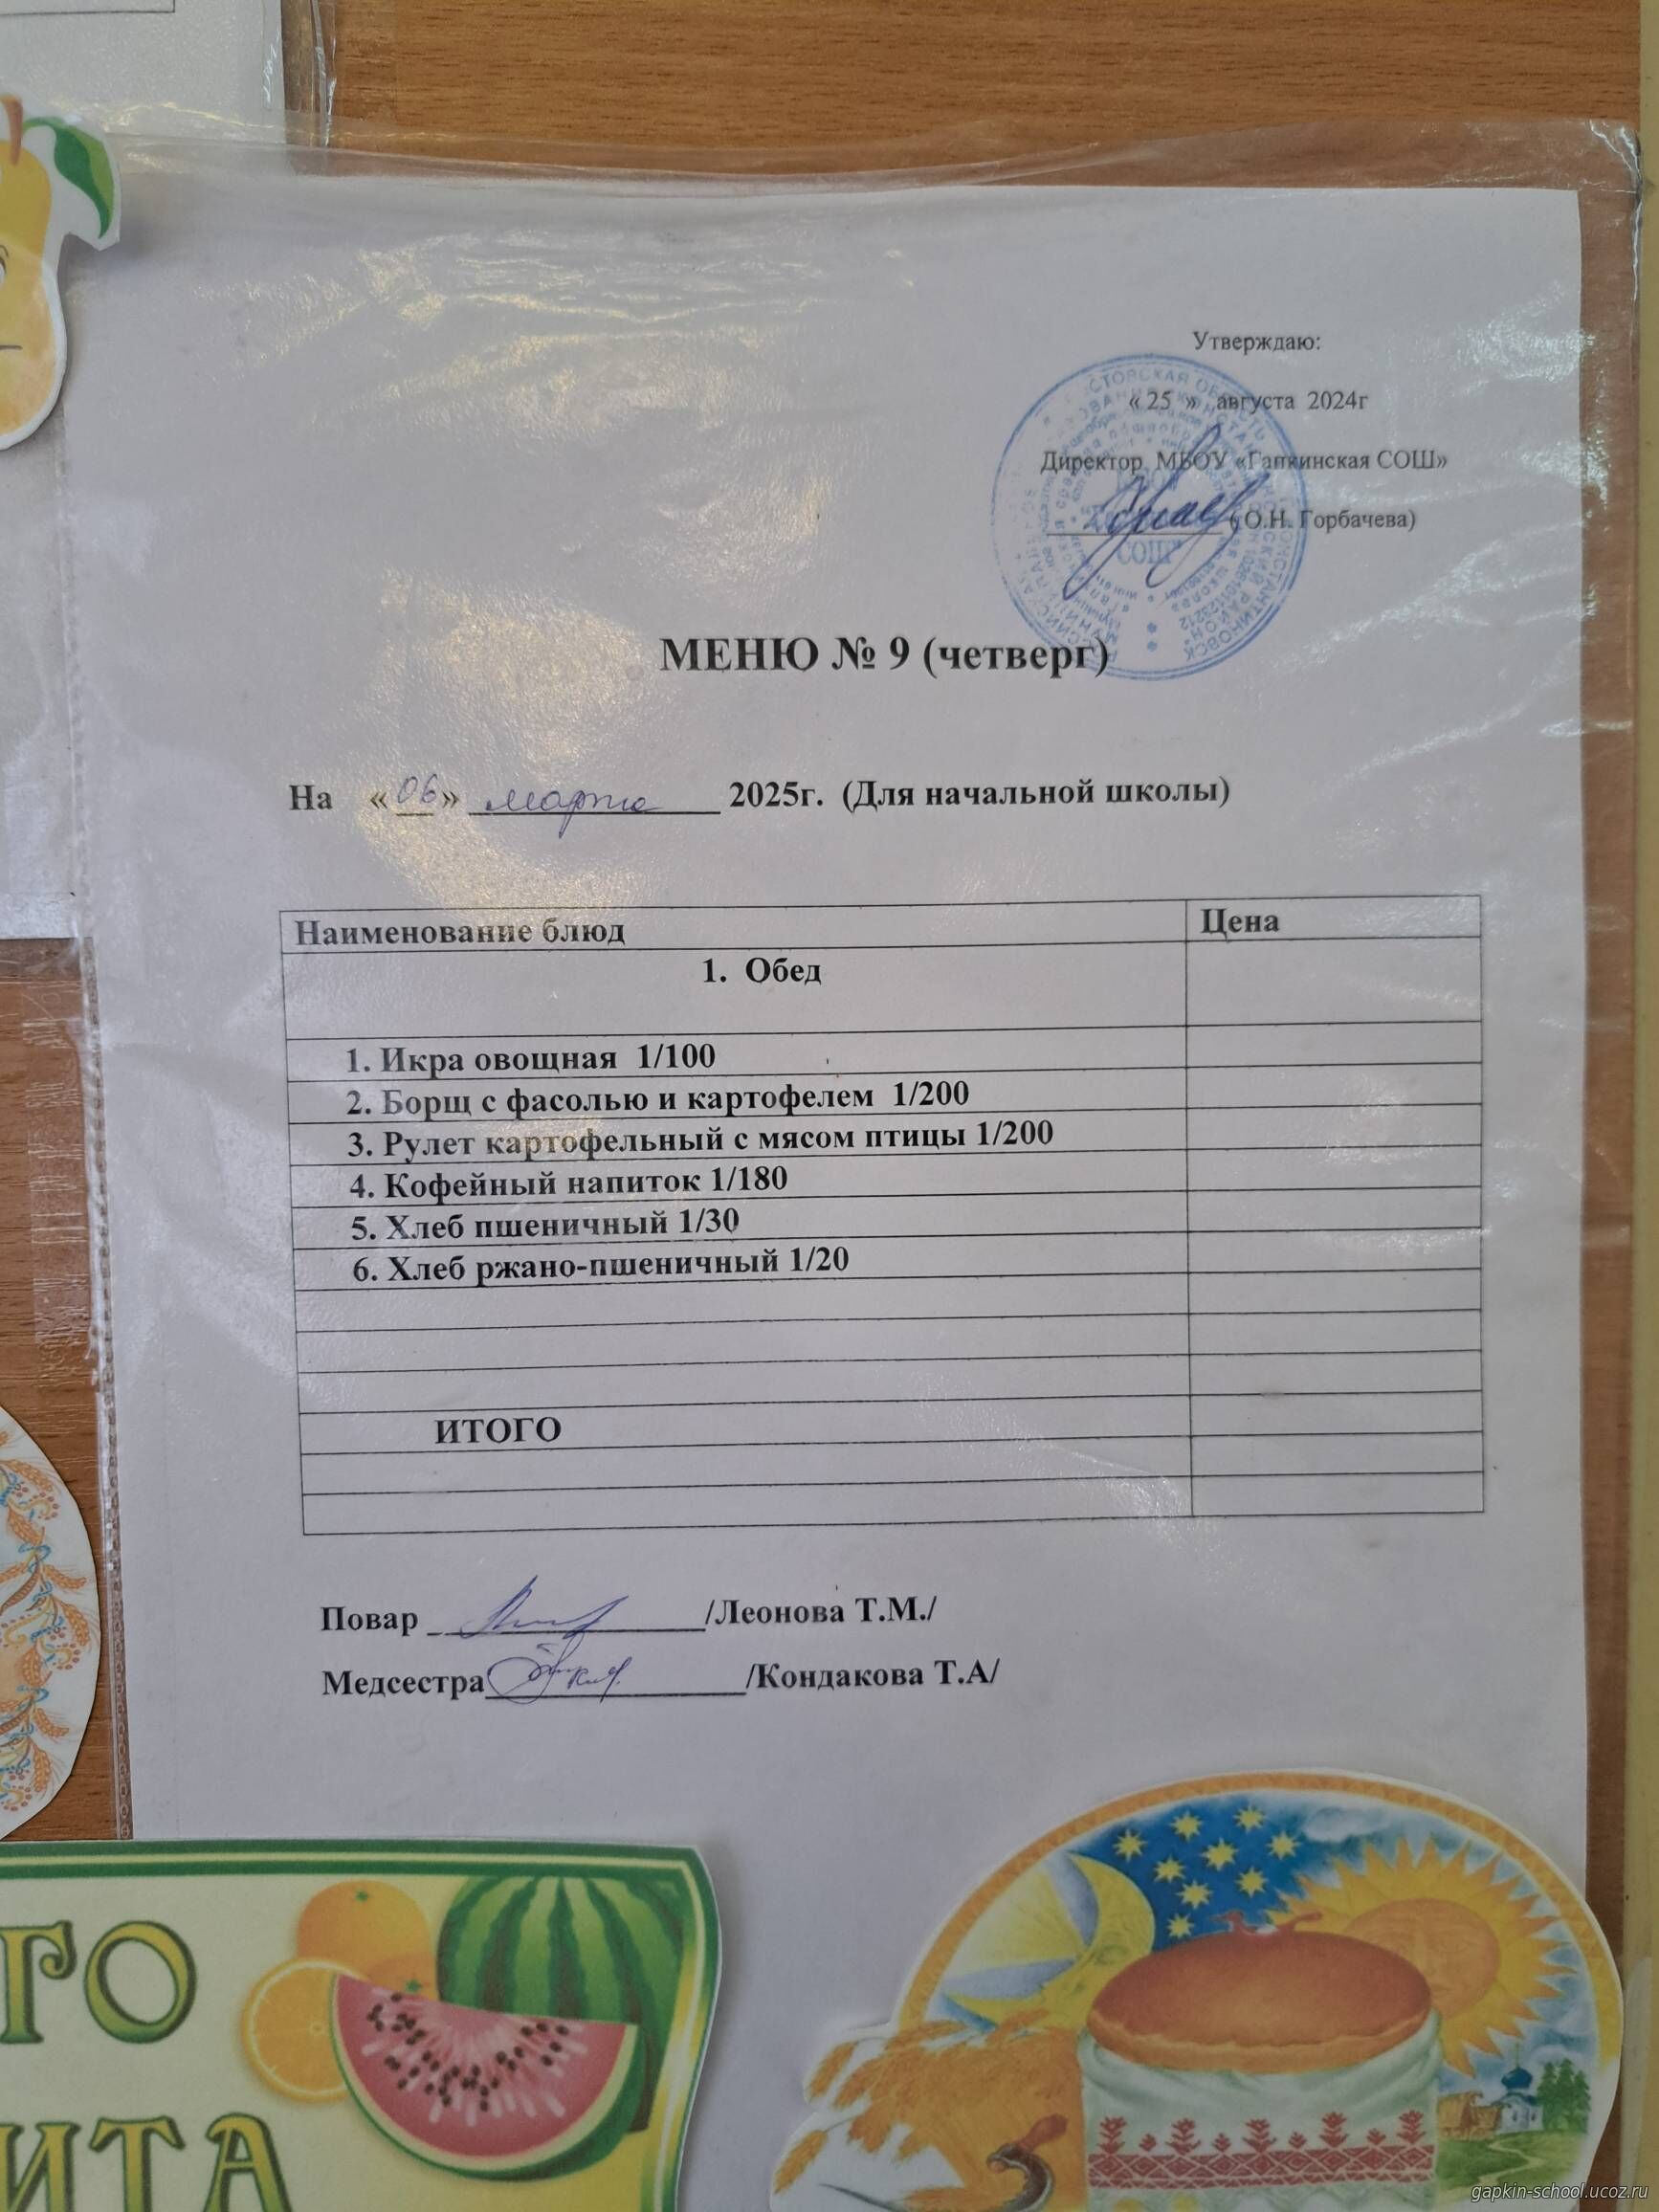 Утверждаю:
« 25 » августа 2024г
Директор МБОУ «Гапкинская СОШ»
( О.Н. Горбачева)
СОШ"
МЕНЮ № 9 (четверг)
На «06» марта 2025г. (Для начальной школы)
Наименование блюд Цена
1. Обед
1. Икра овощная 1/100
2. Борщ с фасолью и картофелем 1/200
3. Рулет картофельный с мясом птицы 1/200
4. Кофейный напиток 1/180
5. Хлеб пшеничный 1/30
6. Хлеб ржано-пшеничный 1/20
ИТОГО
Повар /Леонова Т.М./
Медсестра /Кондакова Т.А/
ГО
ИТА
gapkin-school.ucoz.ru